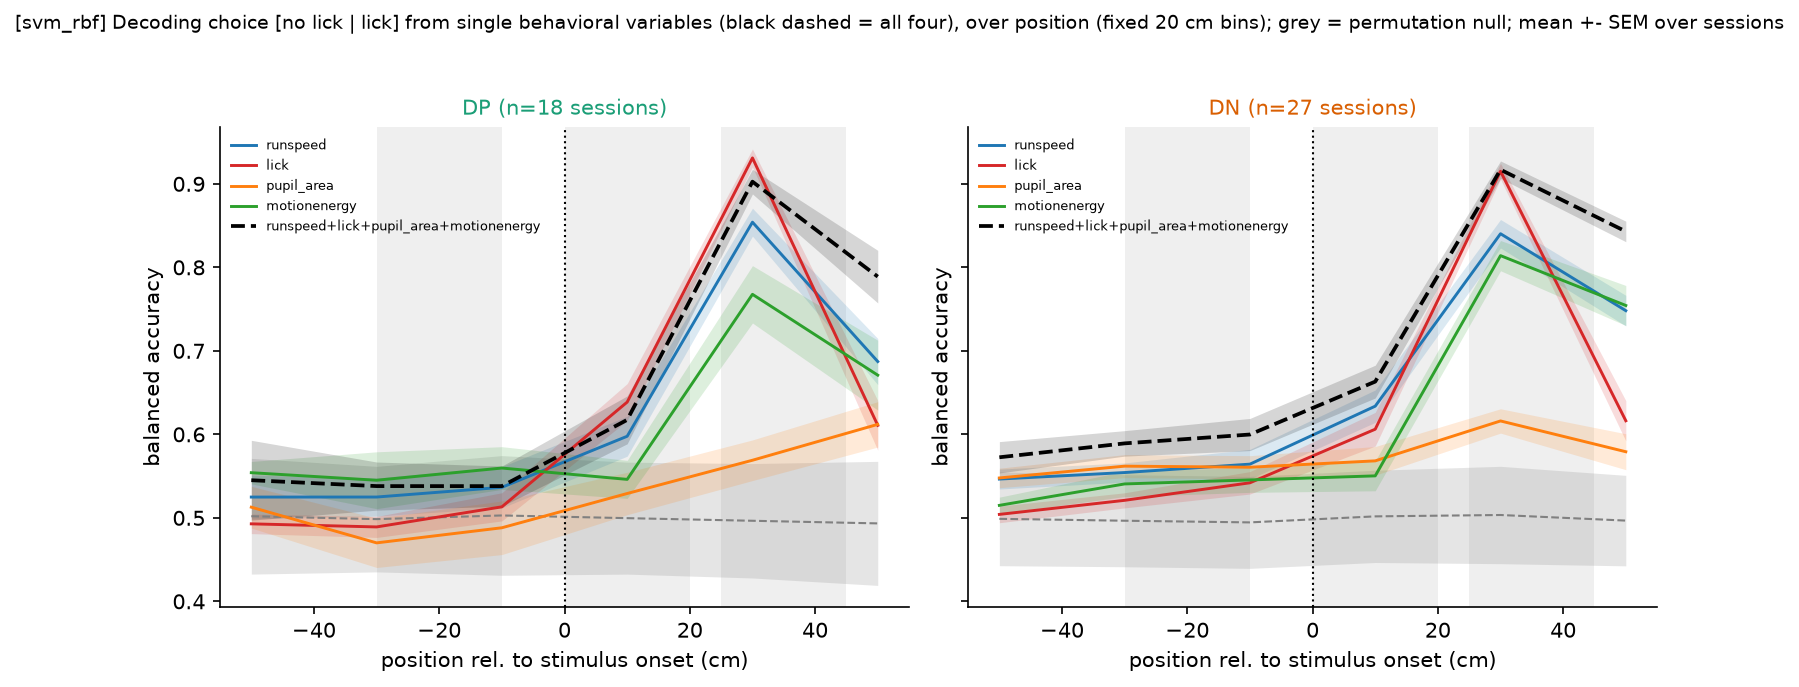 [svm_rbf] Decoding choice [no lick | lick] from single behavioral variables (black dashed = all four), over position (fixed 20 cm bins); grey = permutation null; mean +- SEM over sessions
DP (n=18 sessions)
runspeed
lick
pupil_area
motionenergy
runspeed+lick+pupil_area+motionenergy
balanced accuracy
0.9
0.8
0.7
0.6
0.5
0.4
−40 −20 0 20 40
position rel. to stimulus onset (cm)
DN (n=27 sessions)
runspeed
lick
pupil_area
motionenergy
runspeed+lick+pupil_area+motionenergy
balanced accuracy
−40 −20 0 20 40
position rel. to stimulus onset (cm)